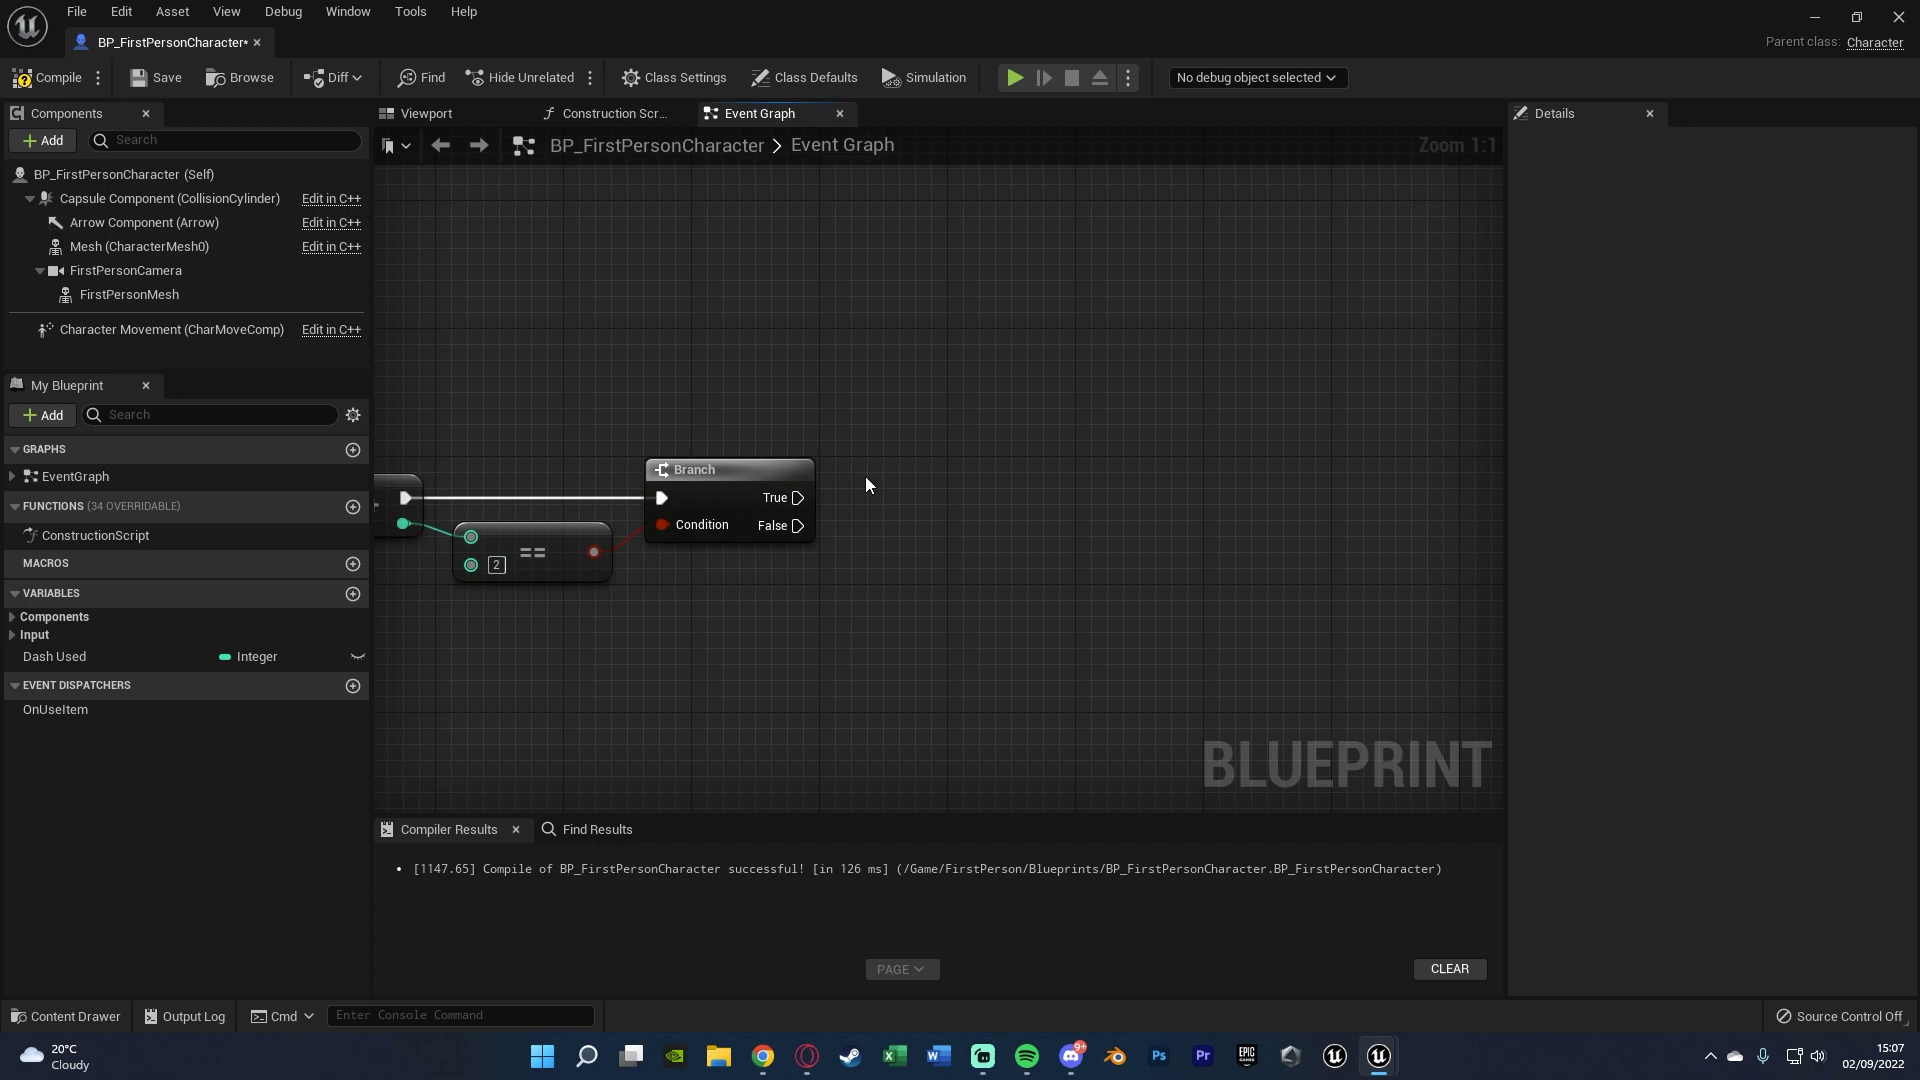 File Edit Asset View Debug Window Tools Help
BP_FirstPersonCharacter*
Parent class: Character
Compile Save Browse Diff Find Hide Unrelated Class Settings Class Defaults Simulation No debug object selected
Components Viewport Construction Scr... Event Graph Details
Add Search
BP_FirstPersonCharacter > Event Graph Zoom 1:1
BP_FirstPersonCharacter (Self)
Capsule Component (CollisionCylinder) Edit in C++
Arrow Component (Arrow) Edit in C++
Mesh (CharacterMesh0) Edit in C++
FirstPersonCamera
FirstPersonMesh
Character Movement (CharMoveComp) Edit in C++
My Blueprint
Add Search
GRAPHS
EventGraph
FUNCTIONS (34 OVERRIDABLE)
ConstructionScript
MACROS
VARIABLES
Components
Input
Dash Used Integer
EVENT DISPATCHERS
OnUseItem
Branch
True
Condition False
==
2
BLUEPRINT
Compiler Results Find Results
• [1147.65] Compile of BP_FirstPersonCharacter successful! [in 126 ms] (/Game/FirstPerson/Blueprints/BP_FirstPersonCharacter.BP_FirstPersonCharacter)
PAGE CLEAR
Content Drawer Output Log Cmd Enter Console Command Source Control Off
20°C
Cloudy
9+
Ps
Pr
EPIC GAMES
15:07
02/09/2022